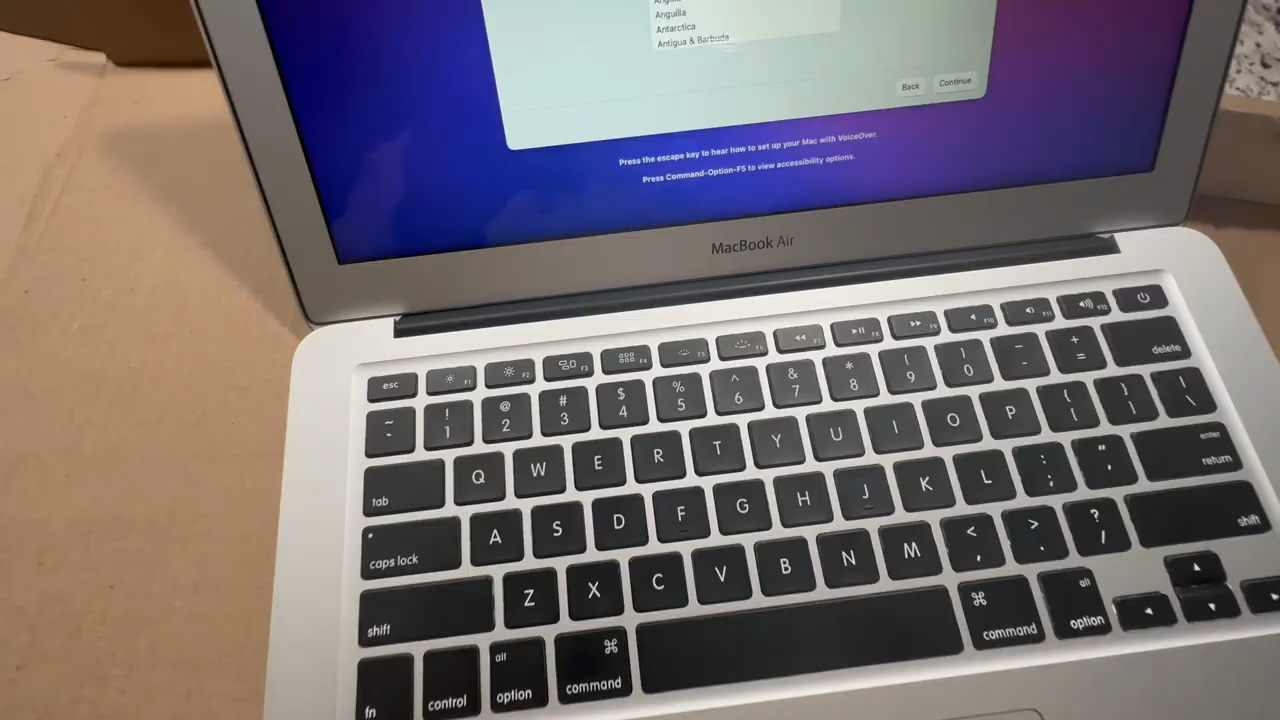 Anguilla
Antarctica
Antigua & Barbuda
Back Continue
Press the escape key to hear how to set up your Mac with VoiceOver.
Press Command-Option-F5 to view accessibility options.
MacBook Air
esc F1 F2 F3 F4 F5 F6 F7 F8 F9 F10 F11 F12
~ ! 1 @ 2 # 3 $ 4 % 5 ^ 6 & 7 * 8 ( 9 ) 0 _ - + = delete
tab Q W E R T Y U I O P { [ } ] | \
caps lock A S D F G H J K L : ; " ' enter return
shift Z X C V B N M < , > . ? / shift
fn control alt option ⌘ command ⌘ command alt option